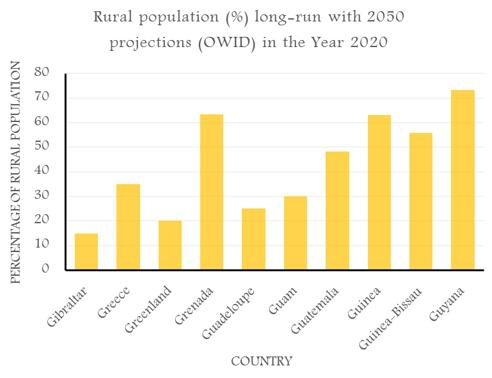 Rural population (%) long-run with 2050
projections (OWID) in the Year 2020
PERCENTAGE OF RURAL POPULATION
80
70
60
50
40
30
20
10
0
Gibraltar
Greece
Greenland
Grenada
Guadeloupe
Guam
Guatemala
Guinea
Guinea-Bissau
Guyana
COUNTRY